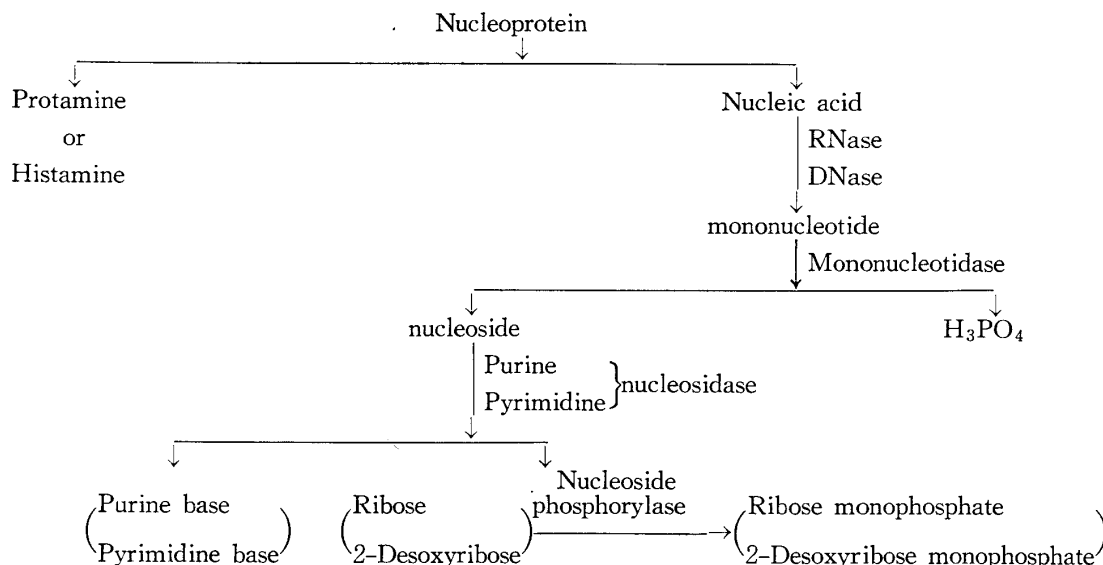 Nucleoprotein
Protamine
or
Histamine
Nucleic acid
RNase
DNase
mononucleotide
Mononucleotidase
nucleoside
H₃PO₄
Purine
Pyrimidine
nucleosidase
Purine base
Pyrimidine base
Ribose
2-Desoxyribose
Nucleoside
phosphorylase
Ribose monophosphate
2-Desoxyribose monophosphate